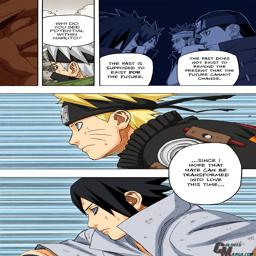 WHY DO
YOU SEE
POTENTIAL
WITHIN
NARUTO?
THE PAST IS
SUPPOSED TO
EXIST FOR
THE FUTURE.
THE PAST DOES
NOT EXIST TO
REMIND THE
PRESENT THAT THE
FUTURE CANNOT
CHANGE.
...SINCE I
HOPE THAT
HATE CAN BE
TRANSFORMED
INTO LOVE
THIS TIME...